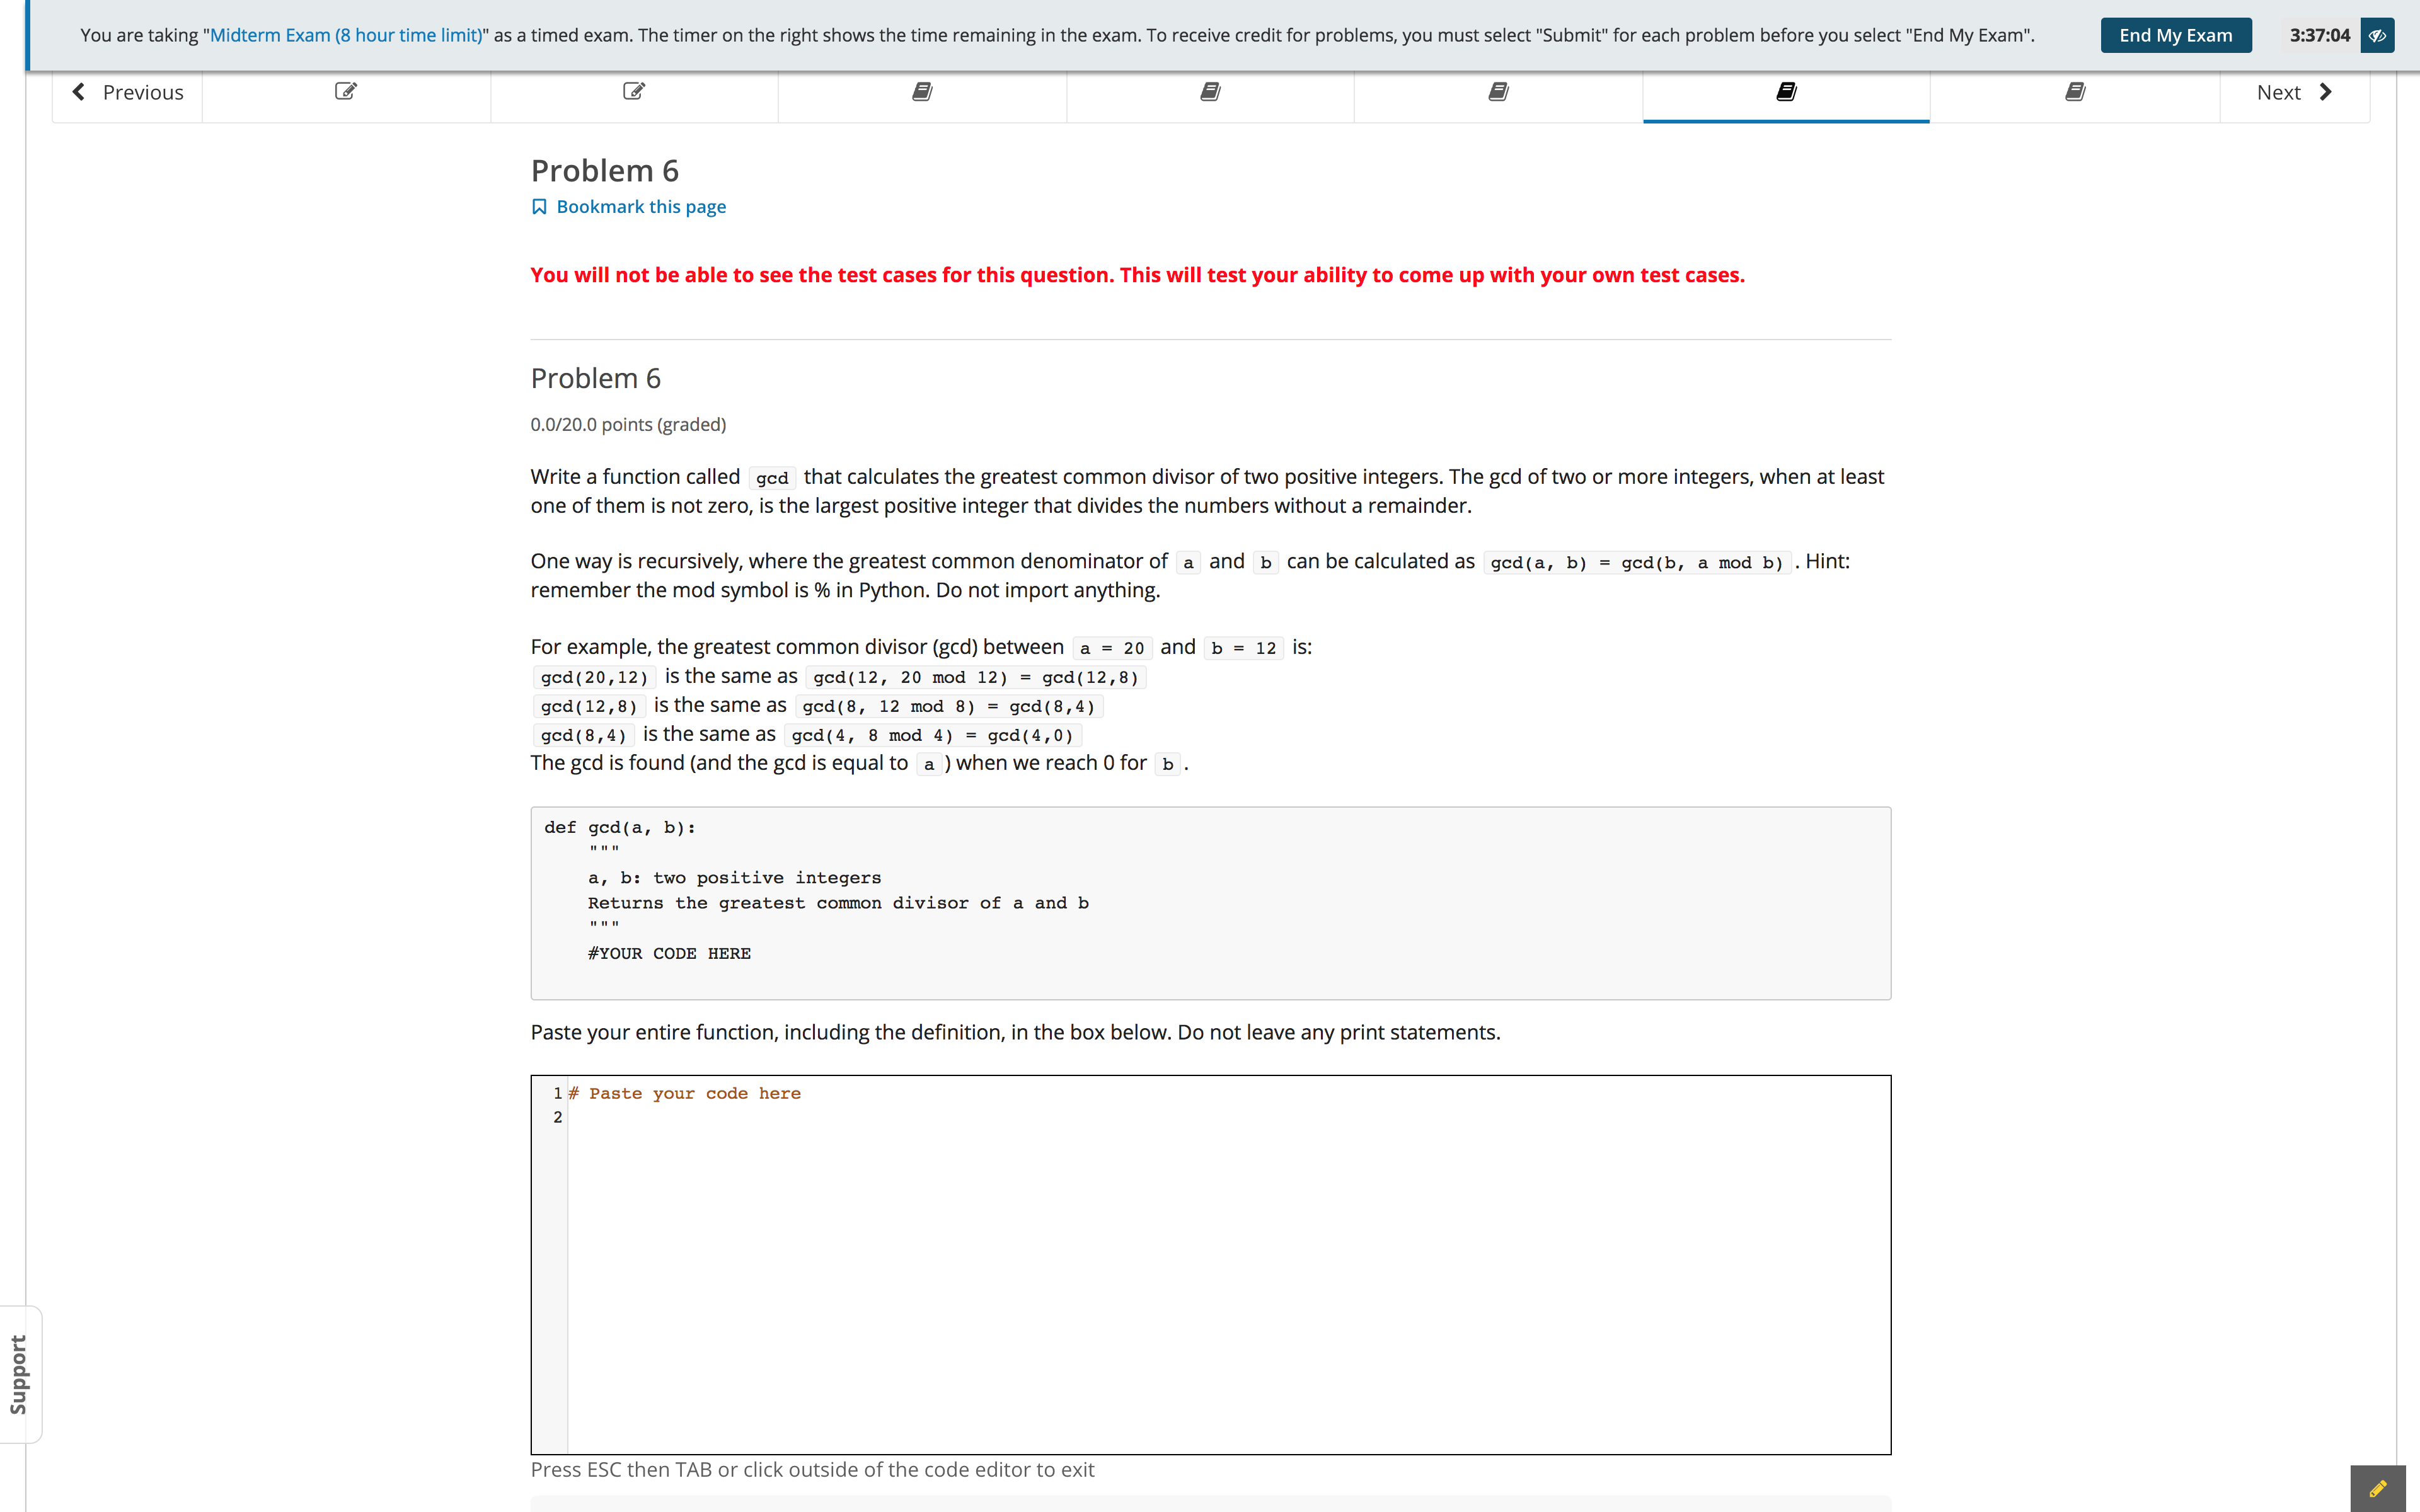 You are taking "Midterm Exam (8 hour time limit)" as a timed exam. The timer on the right shows the time remaining in the exam. To receive credit for problems, you must select "Submit" for each problem before you select "End My Exam".
End My Exam
3:37:04
Previous
Next
Problem 6
Bookmark this page
You will not be able to see the test cases for this question. This will test your ability to come up with your own test cases.
Problem 6
0.0/20.0 points (graded)
Write a function called gcd that calculates the greatest common divisor of two positive integers. The gcd of two or more integers, when at least
one of them is not zero, is the largest positive integer that divides the numbers without a remainder.
One way is recursively, where the greatest common denominator of a and b can be calculated as gcd(a, b) = gcd(b, a mod b) . Hint:
remember the mod symbol is % in Python. Do not import anything.
For example, the greatest common divisor (gcd) between a = 20 and b = 12 is:
gcd(20,12) is the same as gcd(12, 20 mod 12) = gcd(12,8)
gcd(12,8) is the same as gcd(8, 12 mod 8) = gcd(8,4)
gcd(8,4) is the same as gcd(4, 8 mod 4) = gcd(4,0)
The gcd is found (and the gcd is equal to a ) when we reach 0 for b .
def gcd(a, b):
    """
    a, b: two positive integers
    Returns the greatest common divisor of a and b
    """
    #YOUR CODE HERE
Paste your entire function, including the definition, in the box below. Do not leave any print statements.
1 # Paste your code here
2
Press ESC then TAB or click outside of the code editor to exit
Support